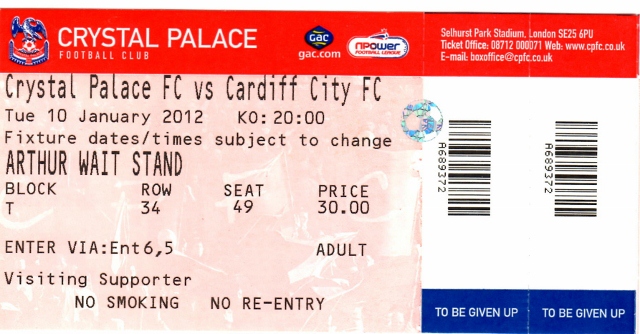 CRYSTAL PALACE
FOOTBALL CLUB
GAC
gac.com
npower
FOOTBALL LEAGUE
Selhurst Park Stadium, London SE25 6PU
Ticket Office: 08712 000071 Web: www.cpfc.co.uk
E-mail: boxoffice@cpfc.co.uk
Crystal Palace FC vs Cardiff City FC
Tue 10 January 2012 KO: 20:00
Fixture dates/times subject to change
ARTHUR WAIT STAND
BLOCK ROW SEAT PRICE
T 34 49 30.00
ENTER VIA:Ent6,5 ADULT
Visiting Supporter
NO SMOKING NO RE-ENTRY
A689372
A689372
TO BE GIVEN UP
TO BE GIVEN UP